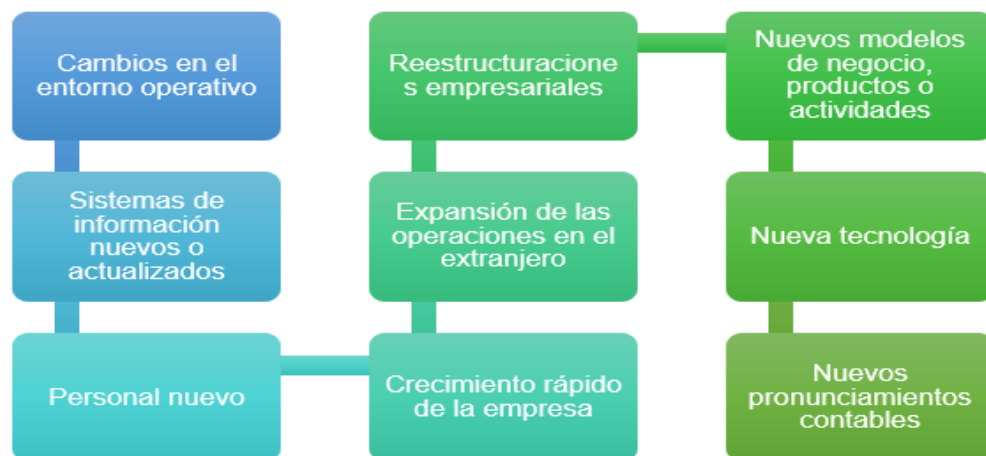 Cambios en el
entorno operativo
Sistemas de
información
nuevos o
actualizados
Personal nuevo
Crecimiento rápido
de la empresa
Expansión de las
operaciones en el
extranjero
Reestructuracione
s empresariales
Nuevos modelos
de negocio,
productos o
actividades
Nueva tecnología
Nuevos
pronunciamientos
contables